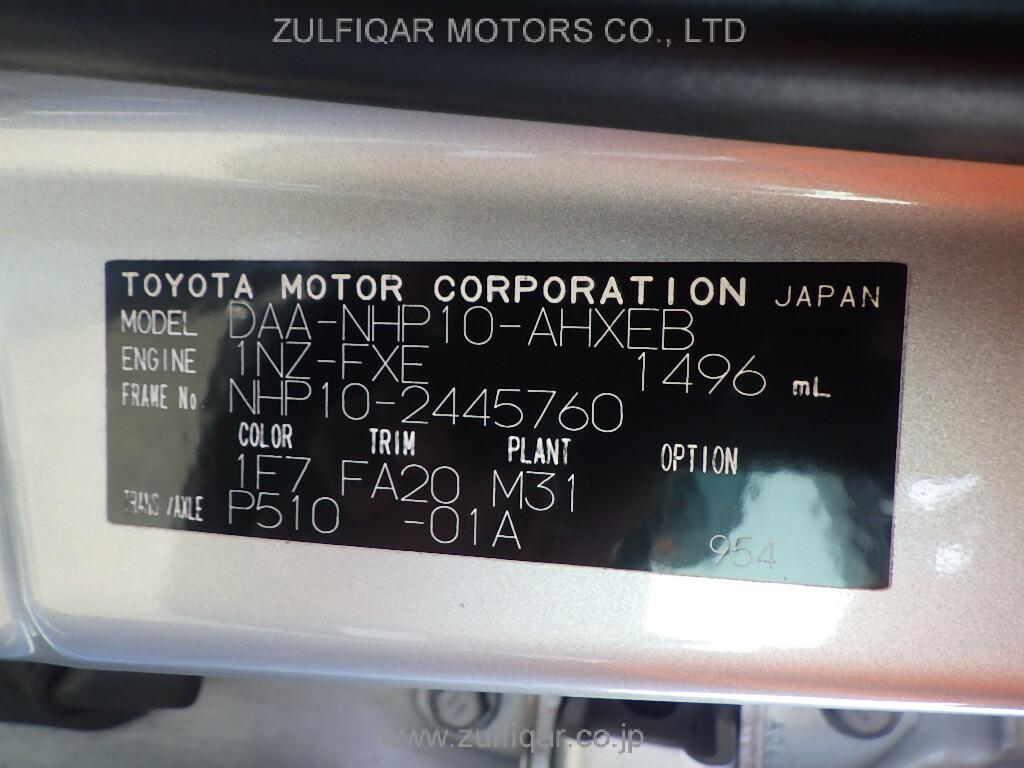 ZULFIQAR MOTORS CO., LTD
TOYOTA MOTOR CORPORATION JAPAN
MODEL DAA-NHP10-AHXEB
ENGINE 1NZ-FXE 1496 mL
FRAME No. NHP10-2445760
COLOR TRIM PLANT OPTION
1F7 FA20 M31
TRANS/AXLE P510 -01A
954
www.zulfiqar.co.jp